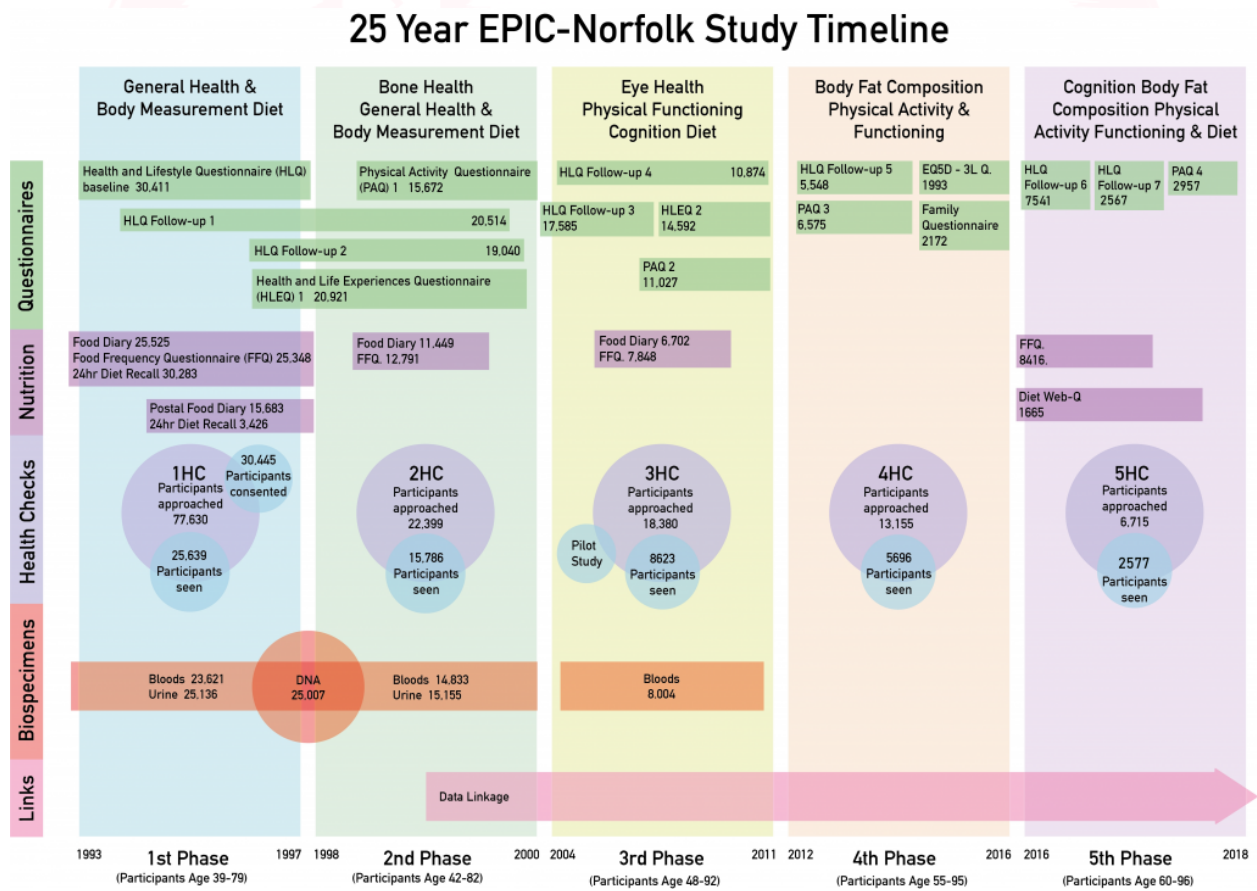 25 Year EPIC-Norfolk Study Timeline
General Health &
Body Measurement Diet
Bone Health
General Health &
Body Measurement Diet
Eye Health
Physical Functioning
Cognition Diet
Body Fat Composition
Physical Activity &
Functioning
Cognition Body Fat
Composition Physical
Activity Functioning & Diet
Questionnaires
Health and Lifestyle Questionnaire (HLQ)
baseline 30.411
Physical Activity Questionnaire
(PAQ) 1 15,672
HLQ Follow-up 1 20,514
HLQ Follow-up 2 19,040
Health and Life Experiences Questionnaire
(HLEQ) 1 20,921
HLQ Follow-up 4 10,874
HLQ Follow-up 3
17,585
HLEQ 2
14,592
PAQ 2
11,027
HLQ Follow-up 5
5,548
EQ5D - 3L Q.
1993
PAQ 3
6,575
Family
Questionnaire
2172
HLQ
Follow-up 6
7541
HLQ
Follow-up 7
2567
PAQ 4
2957
Nutrition
Food Diary 25,525
Food Frequency Questionnaire (FFQ) 25,348
24hr Diet Recall 30,283
Postal Food Diary 15,683
24hr Diet Recall 3,426
Food Diary 11,449
FFQ. 12,791
Food Diary 6,702
FFQ. 7,848
FFQ.
8416.
Diet Web-Q
1665
Health Checks
1HC
Participants
approached
77,630
30,445
Participants
consented
25,639
Participants
seen
2HC
Participants
approached
22,399
15,786
Participants
seen
3HC
Participants
approached
18,380
Pilot
Study
8623
Participants
seen
4HC
Participants
approached
13,155
5696
Participants
seen
5HC
Participants
approached
6,715
2577
Participants
seen
Biospecimens
Bloods 23,621
Urine 25,136
DNA
25,007
Bloods 14,833
Urine 15,155
Bloods
8,004
Links
Data Linkage
1993 1st Phase 1997
(Participants Age 39-79)
1998 2nd Phase 2000
(Participants Age 42-82)
2004 3rd Phase 2011
(Participants Age 48-92)
2012 4th Phase 2016
(Participants Age 55-95)
2016 5th Phase 2018
(Participants Age 60-96)